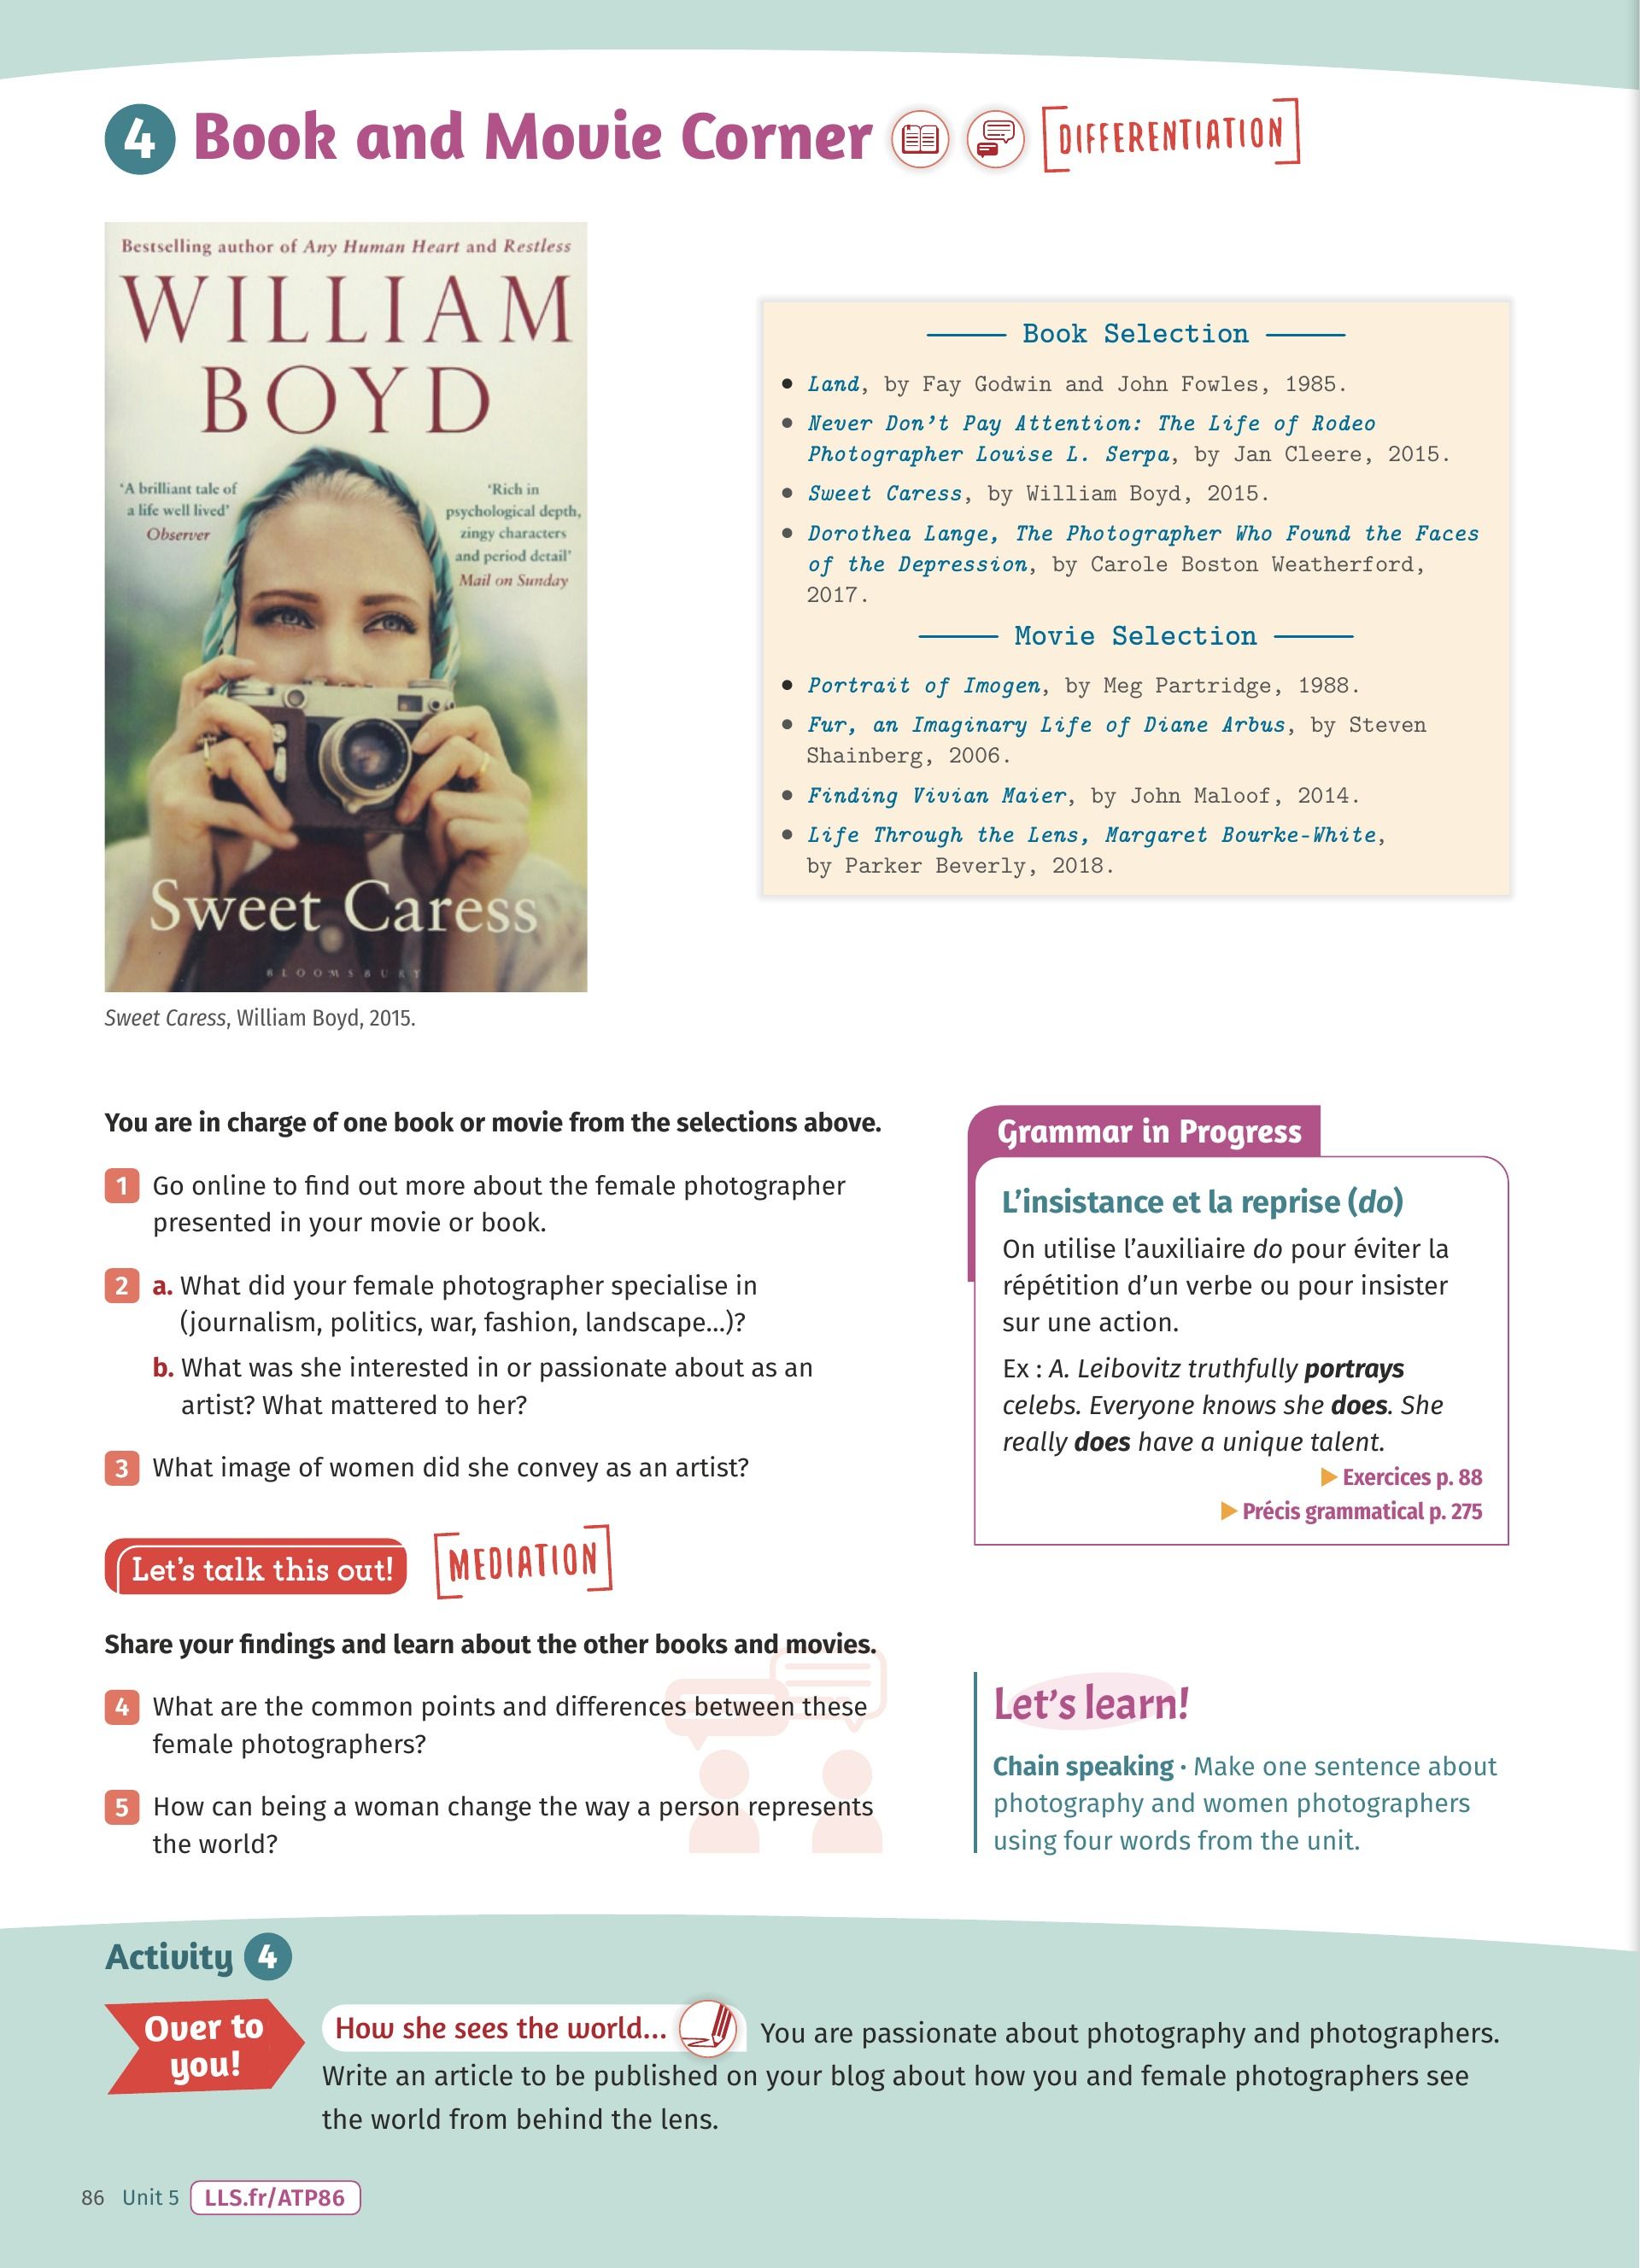 4 Book and Movie Corner [DIFFERENTIATION]
Bestselling author of Any Human Heart and Restless
WILLIAM
BOYD
‘A brilliant tale of
a life well lived’
Observer
‘Rich in
psychological depth,
zingy characters
and period detail’
Mail on Sunday
Sweet Caress
BLOOMSBURY
Sweet Caress, William Boyd, 2015.
Book Selection
• Land, by Fay Godwin and John Fowles, 1985.
• Never Don’t Pay Attention: The Life of Rodeo
Photographer Louise L. Serpa, by Jan Cleere, 2015.
• Sweet Caress, by William Boyd, 2015.
• Dorothea Lange, The Photographer Who Found the Faces
of the Depression, by Carole Boston Weatherford,
2017.
Movie Selection
• Portrait of Imogen, by Meg Partridge, 1988.
• Fur, an Imaginary Life of Diane Arbus, by Steven
Shainberg, 2006.
• Finding Vivian Maier, by John Maloof, 2014.
• Life Through the Lens, Margaret Bourke-White,
by Parker Beverly, 2018.
You are in charge of one book or movie from the selections above.
1 Go online to find out more about the female photographer
presented in your movie or book.
2 a. What did your female photographer specialise in
(journalism, politics, war, fashion, landscape...)?
b. What was she interested in or passionate about as an
artist? What mattered to her?
3 What image of women did she convey as an artist?
Let’s talk this out! [MEDIATION]
Share your findings and learn about the other books and movies.
4 What are the common points and differences between these
female photographers?
5 How can being a woman change the way a person represents
the world?
Grammar in Progress
L’insistance et la reprise (do)
On utilise l’auxiliaire do pour éviter la
répétition d’un verbe ou pour insister
sur une action.
Ex : A. Leibovitz truthfully portrays
celebs. Everyone knows she does. She
really does have a unique talent.
▶ Exercices p. 88
▶ Précis grammatical p. 275
Let’s learn!
Chain speaking • Make one sentence about
photography and women photographers
using four words from the unit.
Activity 4
Over to
you!
How she sees the world... You are passionate about photography and photographers.
Write an article to be published on your blog about how you and female photographers see
the world from behind the lens.
86 Unit 5 LLS.fr/ATP86